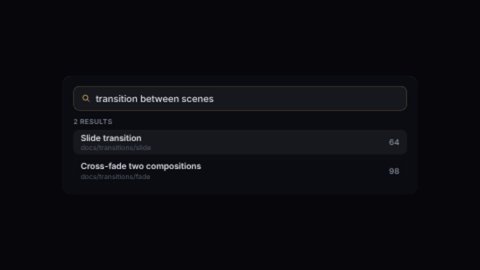 transition between scenes
2 RESULTS
Slide transition
docs/transitions/slide
64
Cross-fade two compositions
docs/transitions/fade
98